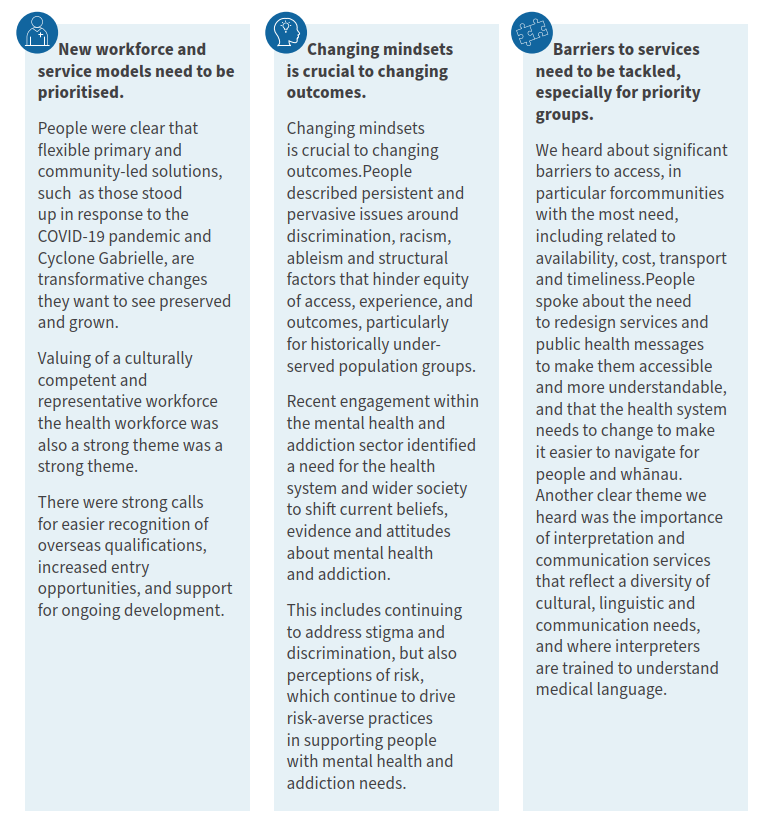 New workforce and
service models need to be
prioritised.
People were clear that
flexible primary and
community-led solutions,
such  as those stood
up in response to the
COVID-19 pandemic and
Cyclone Gabrielle, are
transformative changes
they want to see preserved
and grown.
Valuing of a culturally
competent and
representative workforce
the health workforce was
also a strong theme was a
strong theme.
There were strong calls
for easier recognition of
overseas qualifications,
increased entry
opportunities, and support
for ongoing development.
Changing mindsets
is crucial to changing
outcomes.
Changing mindsets
is crucial to changing
outcomes.People
described persistent and
pervasive issues around
discrimination, racism,
ableism and structural
factors that hinder equity
of access, experience, and
outcomes, particularly
for historically under-
served population groups.
Recent engagement within
the mental health and
addiction sector identified
a need for the health
system and wider society
to shift current beliefs,
evidence and attitudes
about mental health
and addiction.
This includes continuing
to address stigma and
discrimination, but also
perceptions of risk,
which continue to drive
risk-averse practices
in supporting people
with mental health and
addiction needs.
Barriers to services
need to be tackled,
especially for priority
groups.
We heard about significant
barriers to access, in
particular forcommunities
with the most need,
including related to
availability, cost, transport
and timeliness.People
spoke about the need
to redesign services and
public health messages
to make them accessible
and more understandable,
and that the health system
needs to change to make
it easier to navigate for
people and whānau.
Another clear theme we
heard was the importance
of interpretation and
communication services
that reflect a diversity of
cultural, linguistic and
communication needs,
and where interpreters
are trained to understand
medical language.